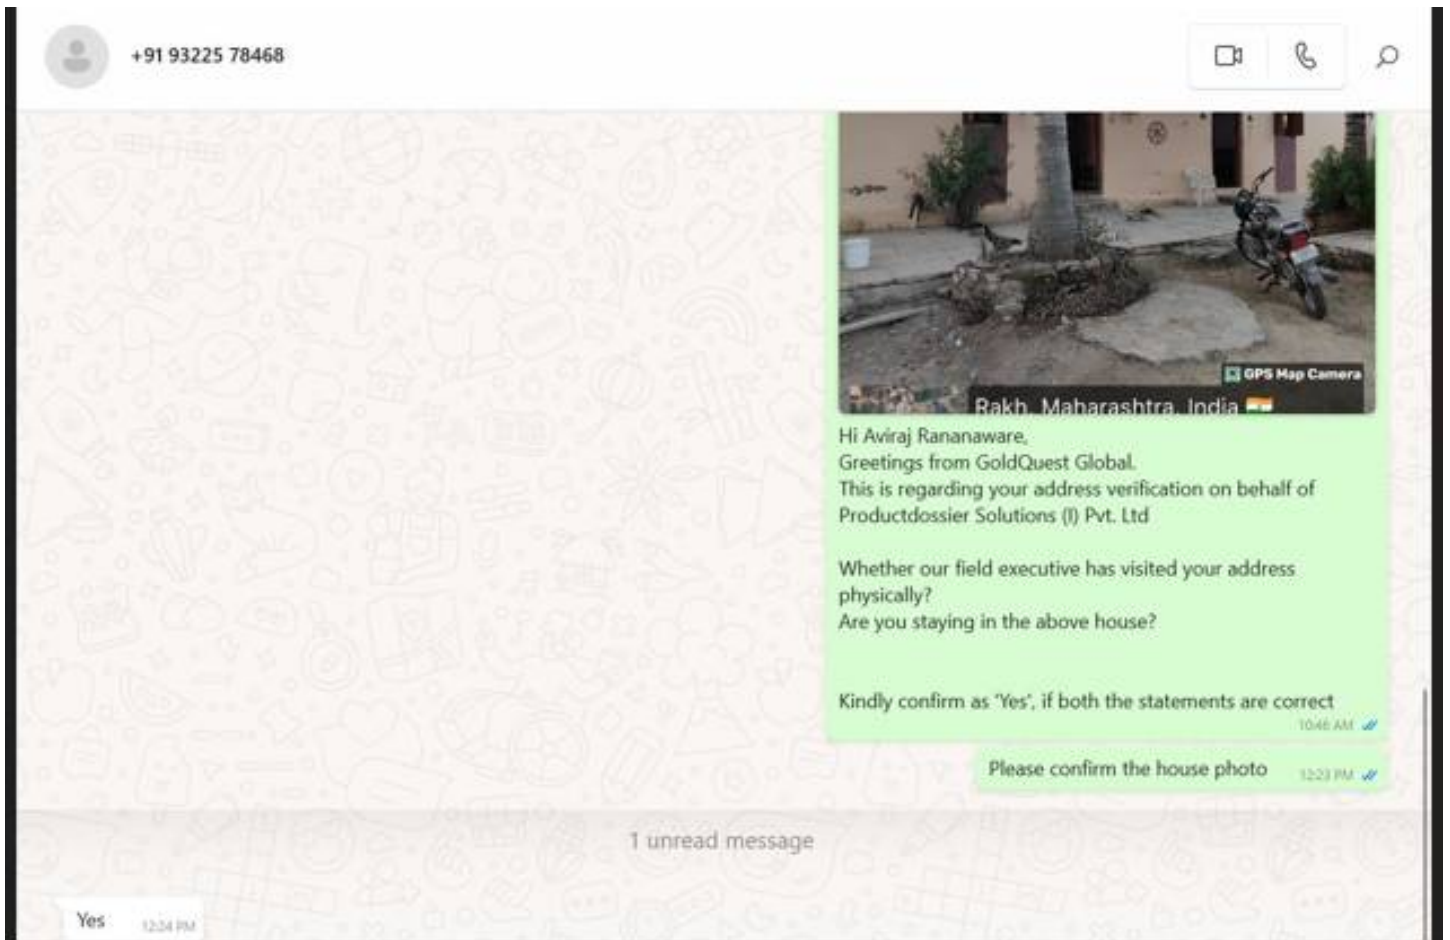 +91 93225 78468
GPS Map Camera
Rakh, Maharashtra, India
Hi Aviraj Rananaware,
Greetings from GoldQuest Global.
This is regarding your address verification on behalf of
Productdossier Solutions (I) Pvt. Ltd
Whether our field executive has visited your address
physically?
Are you staying in the above house?
Kindly confirm as 'Yes', if both the statements are correct
10:46 AM
Please confirm the house photo 12:23 PM
1 unread message
Yes 12:24 PM